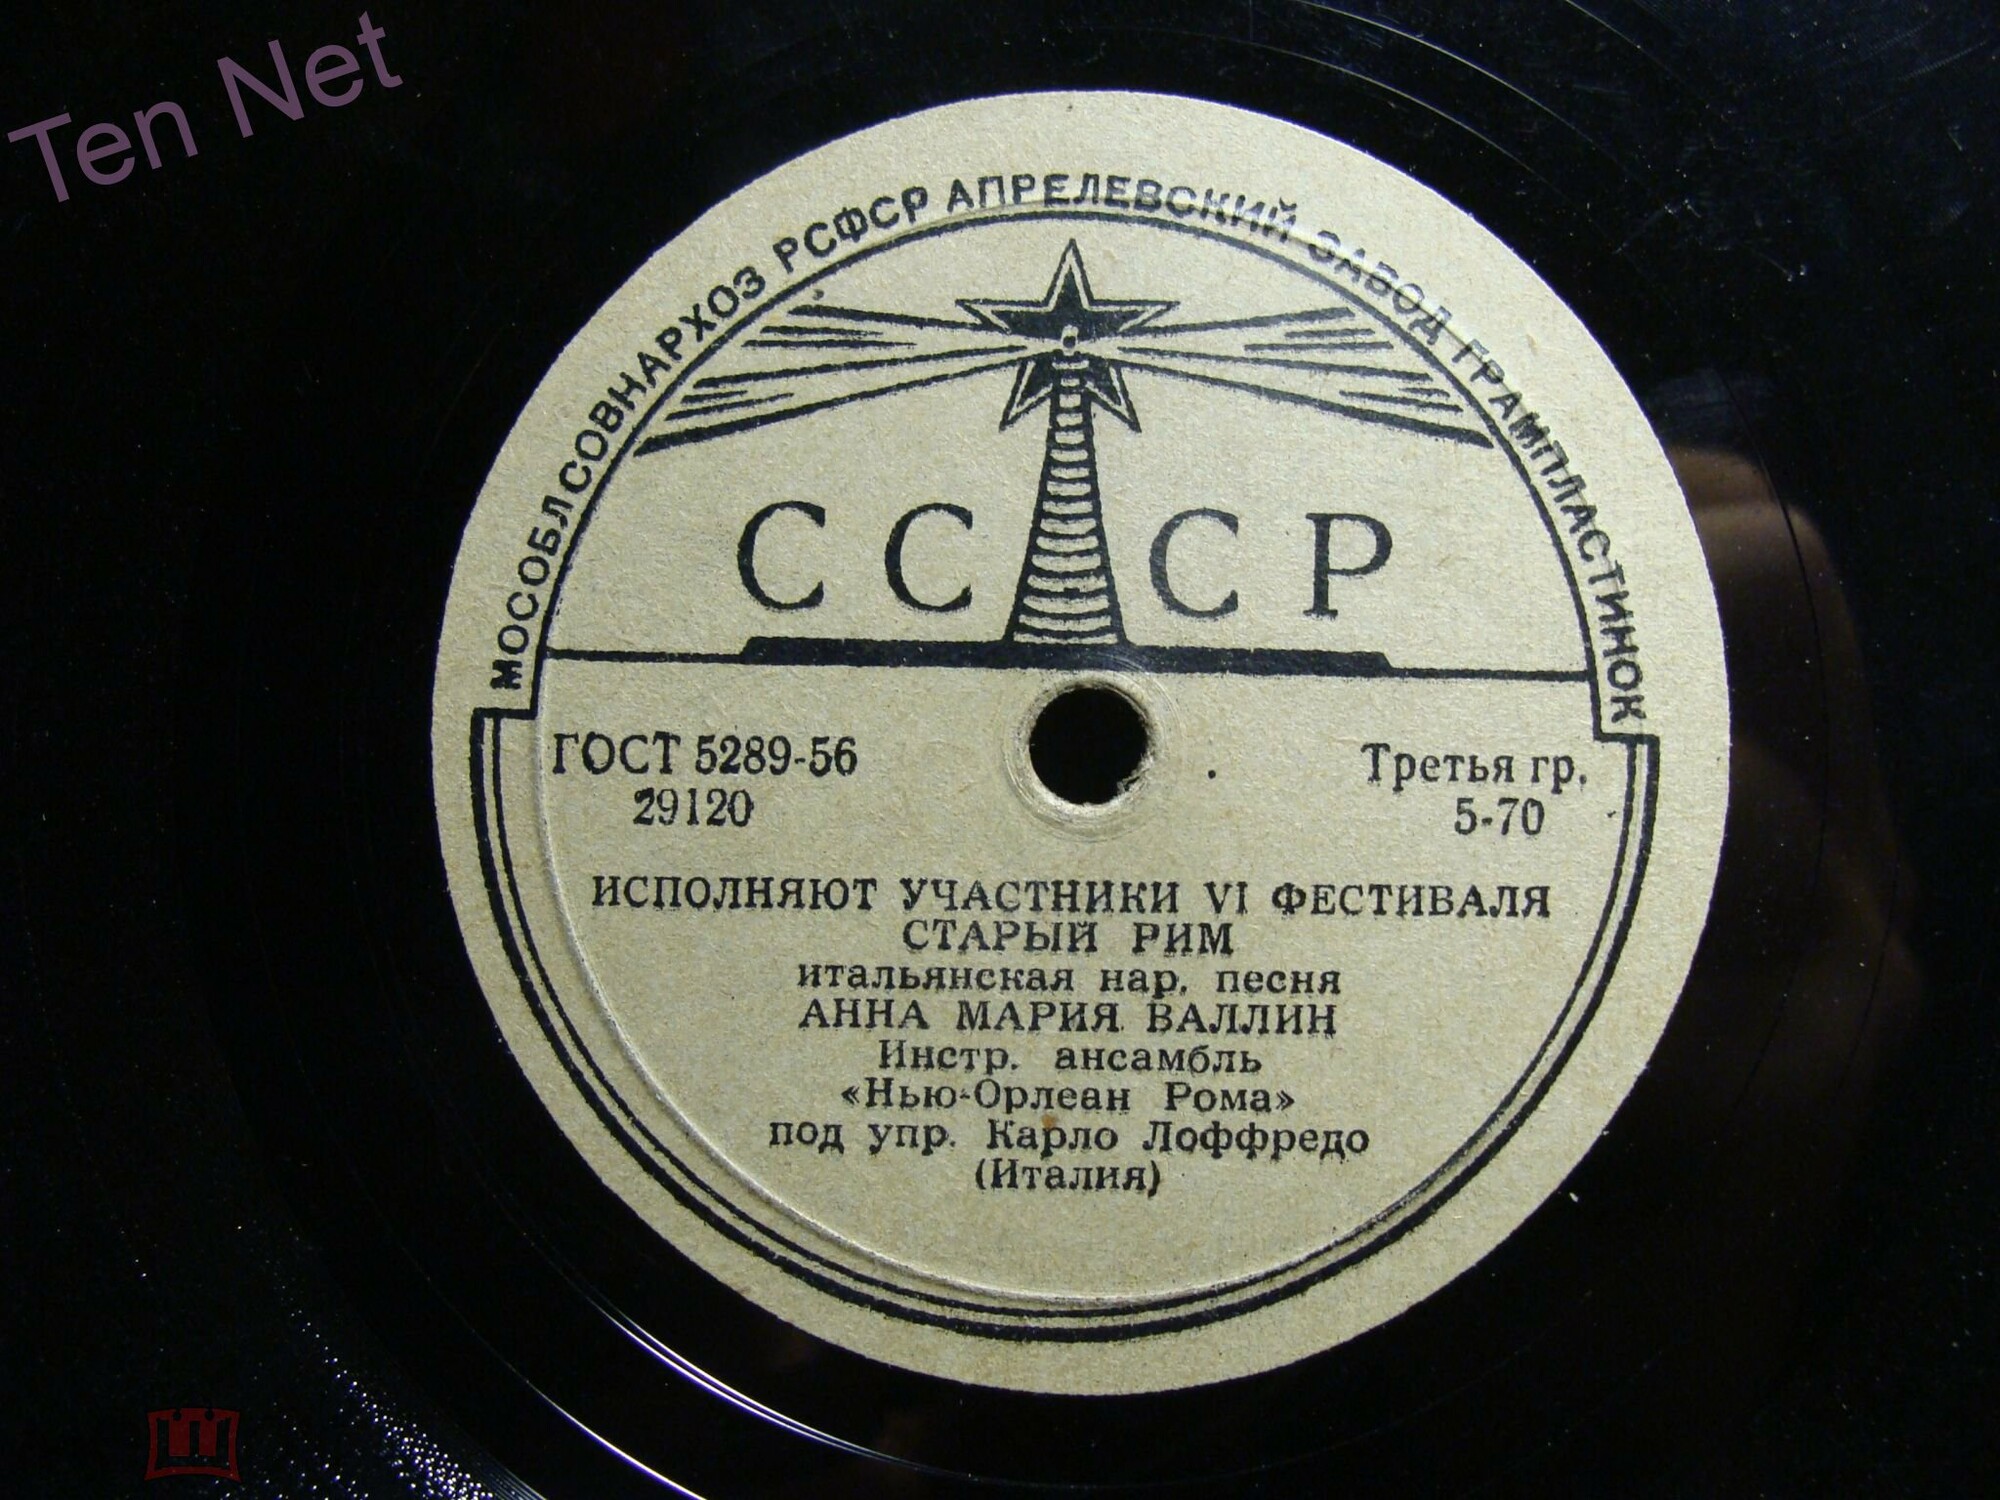 Ten Net
МОСОБЛСОВНАРХОЗ РСФСР АПРЕЛЕВСКИЙ ЗАВОД ГРАМПЛАСТИНОК
СССР
ГОСТ 5289-56
29120
Третья гр.
5-70
ИСПОЛНЯЮТ УЧАСТНИКИ VI ФЕСТИВАЛЯ
СТАРЫЙ РИМ
итальянская нар. песня
АННА МАРИЯ ВАЛЛИН
Инстр. ансамбль
«Нью-Орлеан Рома»
под упр. Карло Лоффредо
(Италия)